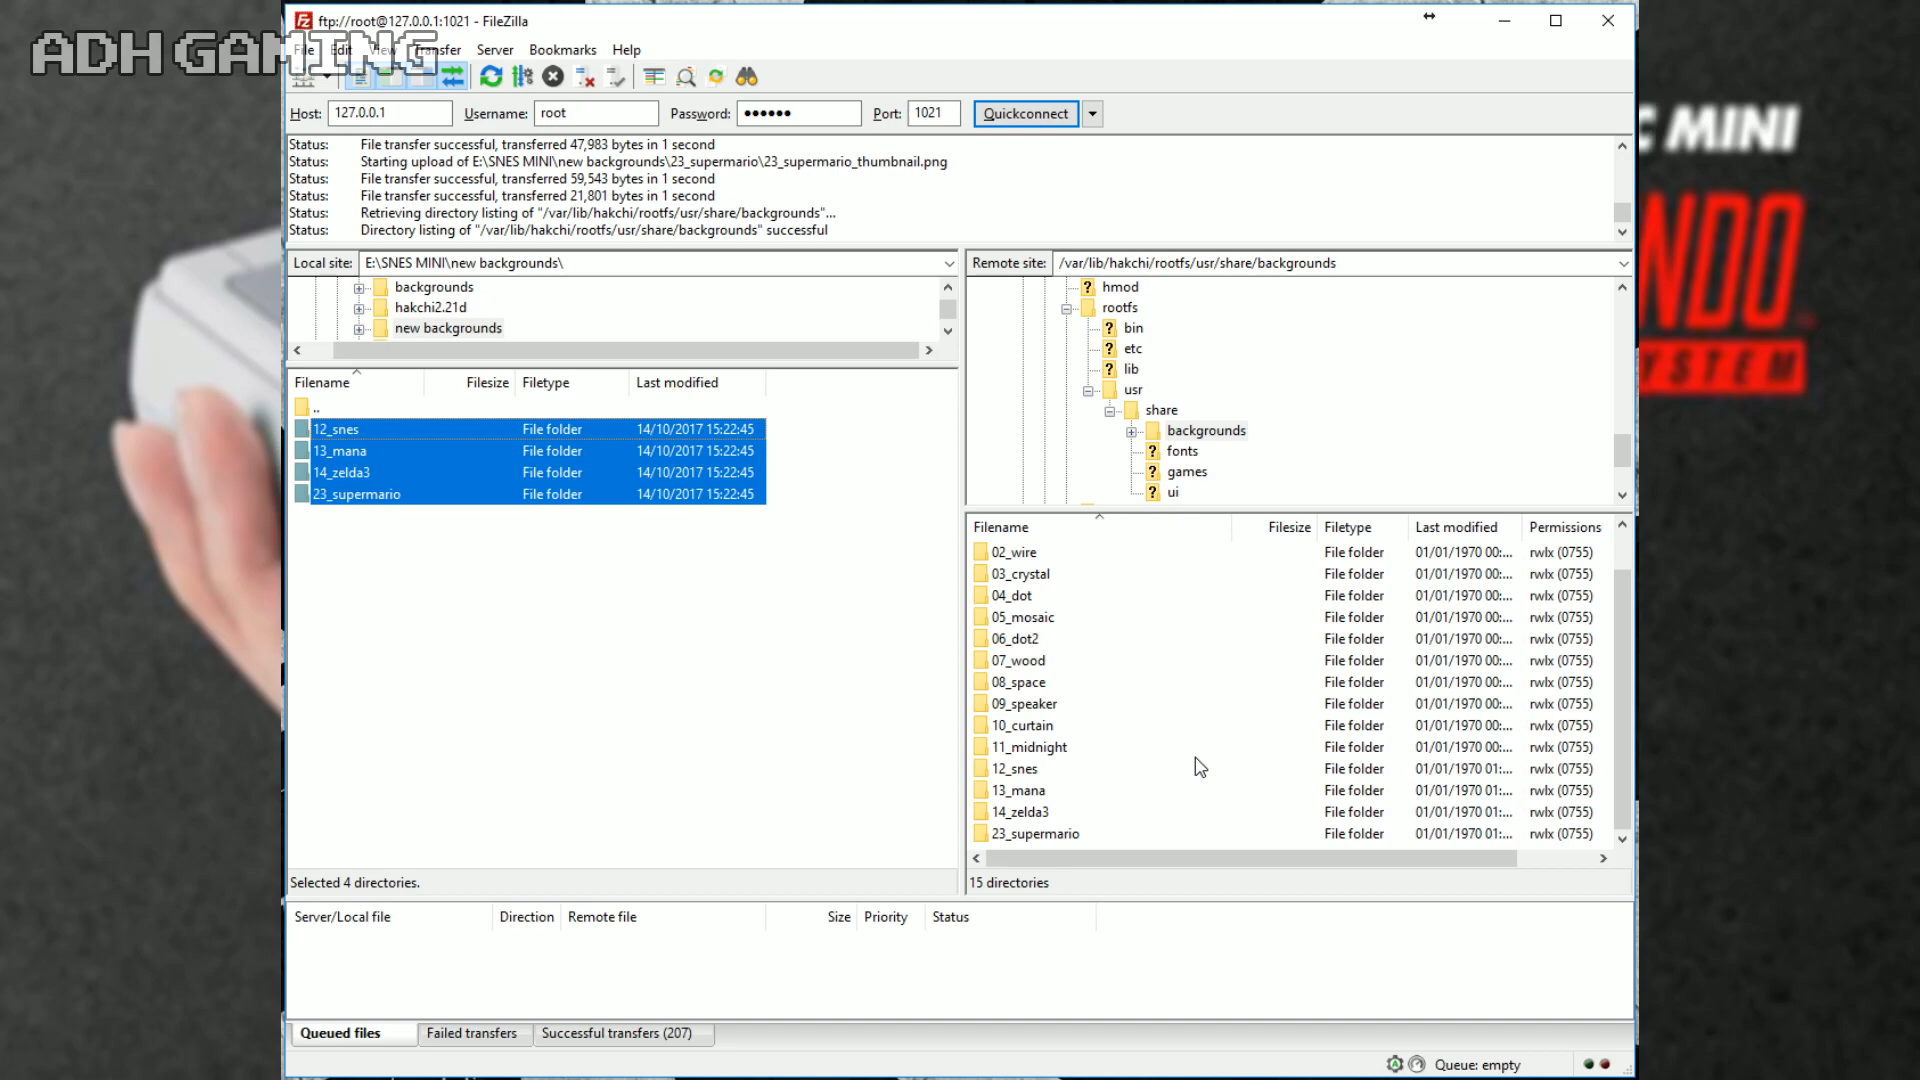 ftp://root@127.0.0.1:1021 - FileZilla
ADH GAMING
File Edit View Transfer Server Bookmarks Help
Host: 127.0.0.1 Username: root Password: ●●●●●● Port: 1021 Quickconnect
C MINI
Status: File transfer successful, transferred 47,983 bytes in 1 second
Status: Starting upload of E:\SNES MINI\new backgrounds\23_supermario\23_supermario_thumbnail.png
Status: File transfer successful, transferred 59,543 bytes in 1 second
Status: File transfer successful, transferred 21,801 bytes in 1 second
Status: Retrieving directory listing of "/var/lib/hakchi/rootfs/usr/share/backgrounds"...
Status: Directory listing of "/var/lib/hakchi/rootfs/usr/share/backgrounds" successful
NDO
YSTEM
Local site: E:\SNES MINI\new backgrounds\
backgrounds
hakchi2.21d
new backgrounds
Filename Filesize Filetype Last modified
..
12_snes File folder 14/10/2017 15:22:45
13_mana File folder 14/10/2017 15:22:45
14_zelda3 File folder 14/10/2017 15:22:45
23_supermario File folder 14/10/2017 15:22:45
Selected 4 directories.
Remote site: /var/lib/hakchi/rootfs/usr/share/backgrounds
? hmod
rootfs
? bin
? etc
? lib
usr
share
backgrounds
? fonts
? games
? ui
Filename Filesize Filetype Last modified Permissions
02_wire File folder 01/01/1970 00:... rwlx (0755)
03_crystal File folder 01/01/1970 00:... rwlx (0755)
04_dot File folder 01/01/1970 00:... rwlx (0755)
05_mosaic File folder 01/01/1970 00:... rwlx (0755)
06_dot2 File folder 01/01/1970 00:... rwlx (0755)
07_wood File folder 01/01/1970 00:... rwlx (0755)
08_space File folder 01/01/1970 00:... rwlx (0755)
09_speaker File folder 01/01/1970 00:... rwlx (0755)
10_curtain File folder 01/01/1970 00:... rwlx (0755)
11_midnight File folder 01/01/1970 00:... rwlx (0755)
12_snes File folder 01/01/1970 01:... rwlx (0755)
13_mana File folder 01/01/1970 01:... rwlx (0755)
14_zelda3 File folder 01/01/1970 01:... rwlx (0755)
23_supermario File folder 01/01/1970 01:... rwlx (0755)
15 directories
Server/Local file Direction Remote file Size Priority Status
Queued files Failed transfers Successful transfers (207)
Queue: empty